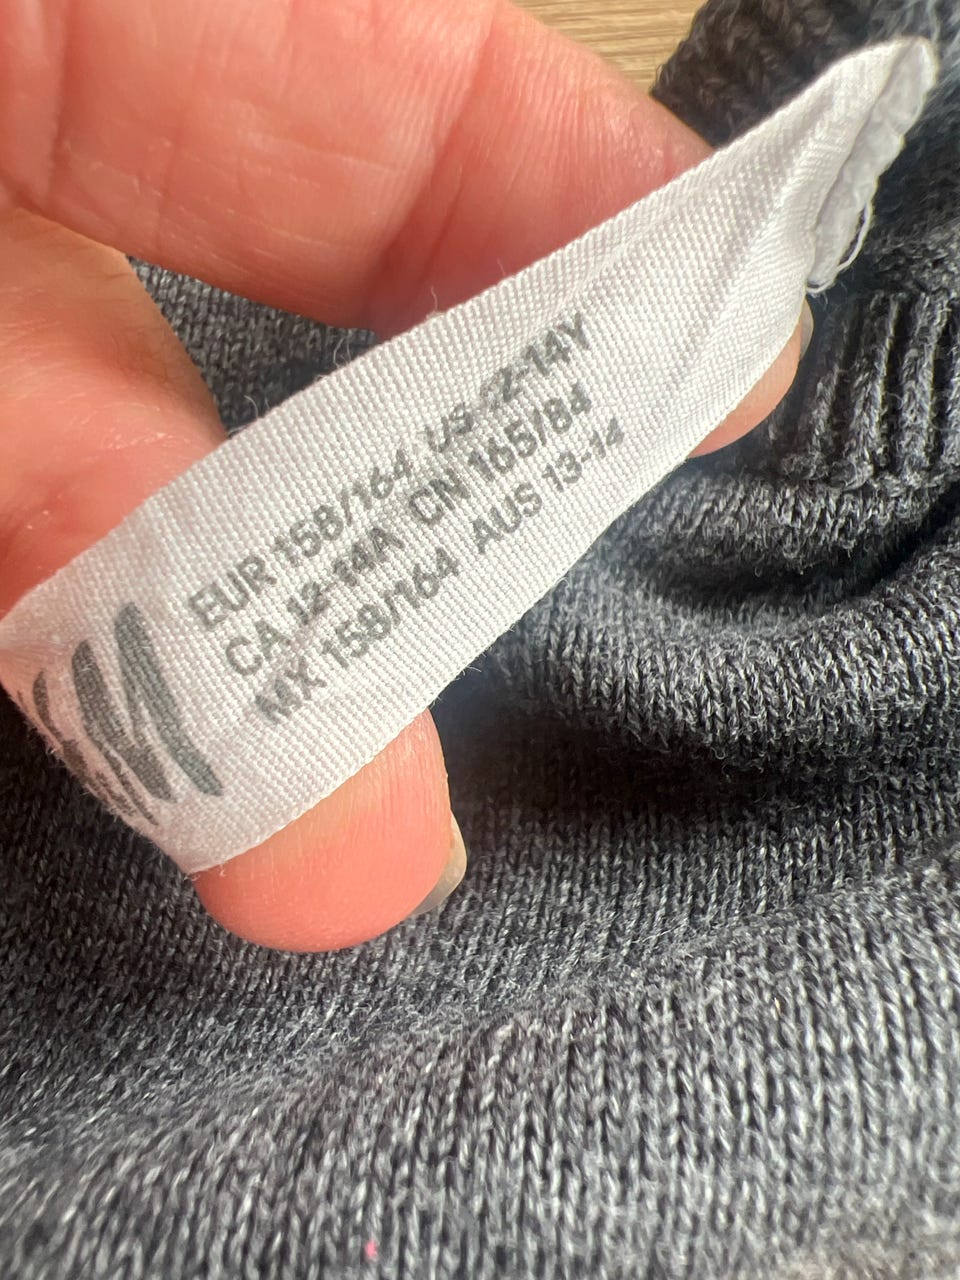 EUR 158/164 US 12-14Y
CA 12-14A CN 165/84
MX 158/164 AUS 13-14
M